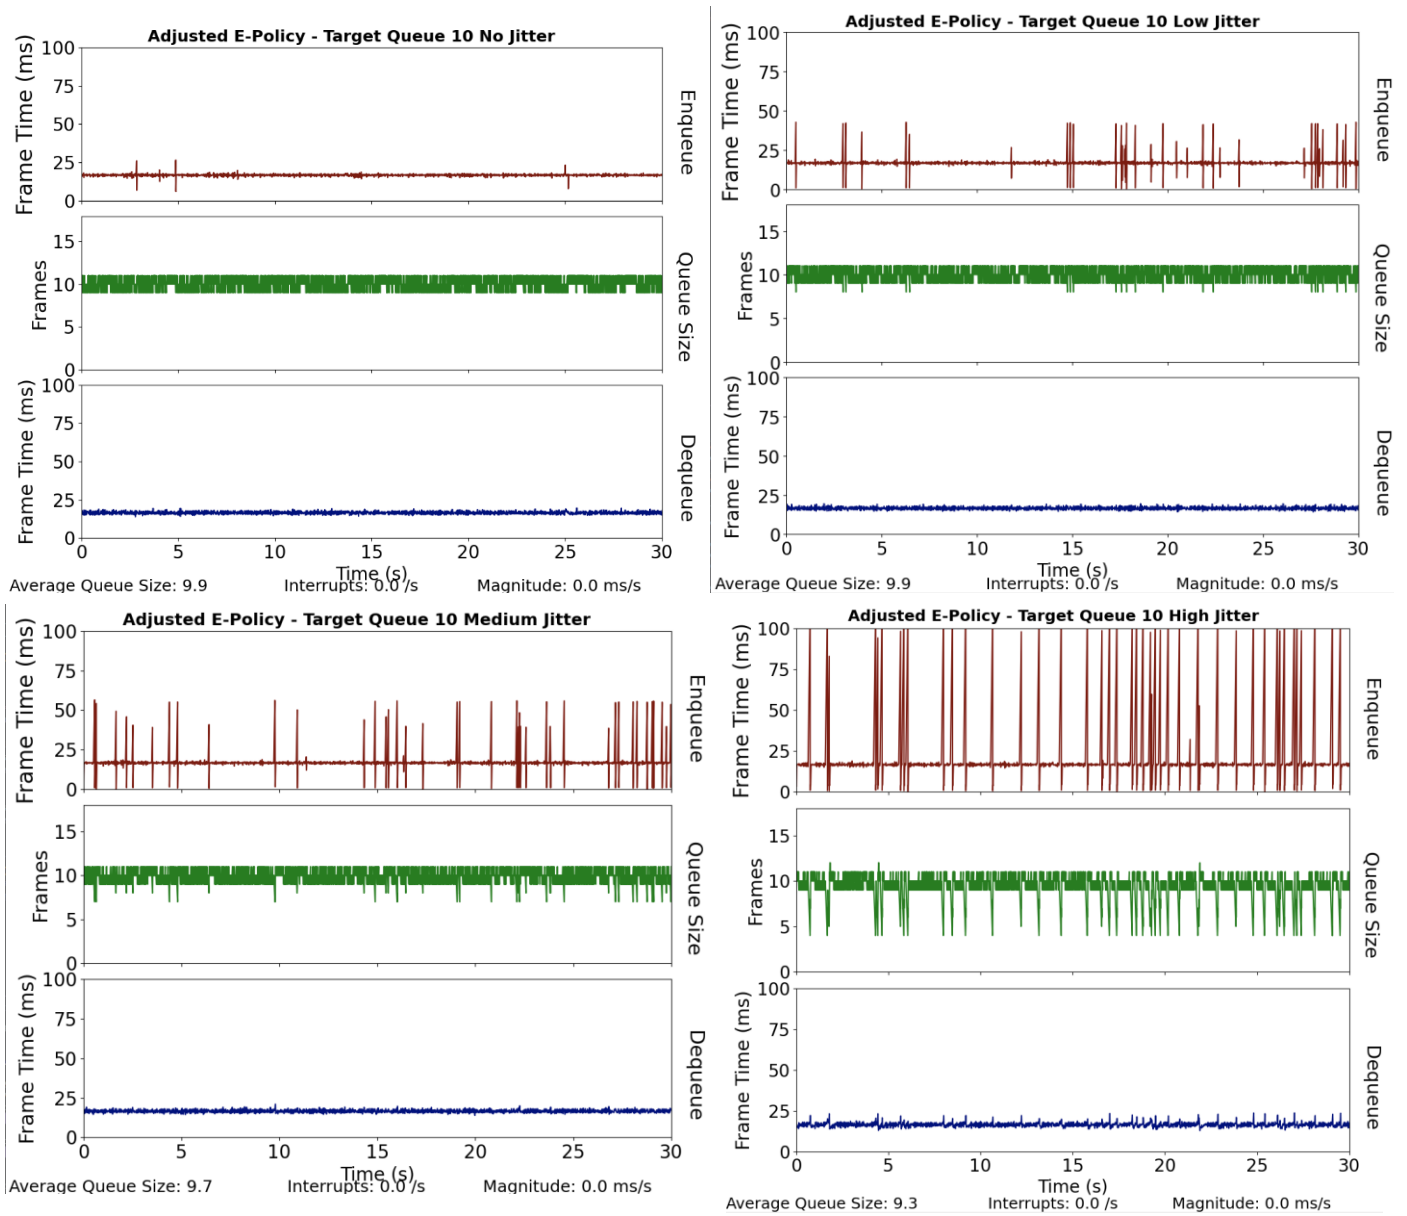 Adjusted E-Policy - Target Queue 10 No Jitter
Frame Time (ms)
100
75
50
25
0
Enqueue
Frames
15
10
5
0
Queue Size
Frame Time (ms)
100
75
50
25
0
Dequeue
0 5 10 15 20 25 30
Time (s)
Average Queue Size: 9.9 Interrupts: 0.0 /s Magnitude: 0.0 ms/s
Adjusted E-Policy - Target Queue 10 Low Jitter
Frame Time (ms)
100
75
50
25
0
Enqueue
Frames
15
10
5
0
Queue Size
Frame Time (ms)
100
75
50
25
0
Dequeue
0 5 10 15 20 25 30
Time (s)
Average Queue Size: 9.9 Interrupts: 0.0 /s Magnitude: 0.0 ms/s
Adjusted E-Policy - Target Queue 10 Medium Jitter
Frame Time (ms)
100
75
50
25
0
Enqueue
Frames
15
10
5
0
Queue Size
Frame Time (ms)
100
75
50
25
0
Dequeue
0 5 10 15 20 25 30
Time (s)
Average Queue Size: 9.7 Interrupts: 0.0 /s Magnitude: 0.0 ms/s
Adjusted E-Policy - Target Queue 10 High Jitter
Frame Time (ms)
100
75
50
25
0
Enqueue
Frames
15
10
5
0
Queue Size
Frame Time (ms)
100
75
50
25
0
Dequeue
0 5 10 15 20 25 30
Time (s)
Average Queue Size: 9.3 Interrupts: 0.0 /s Magnitude: 0.0 ms/s